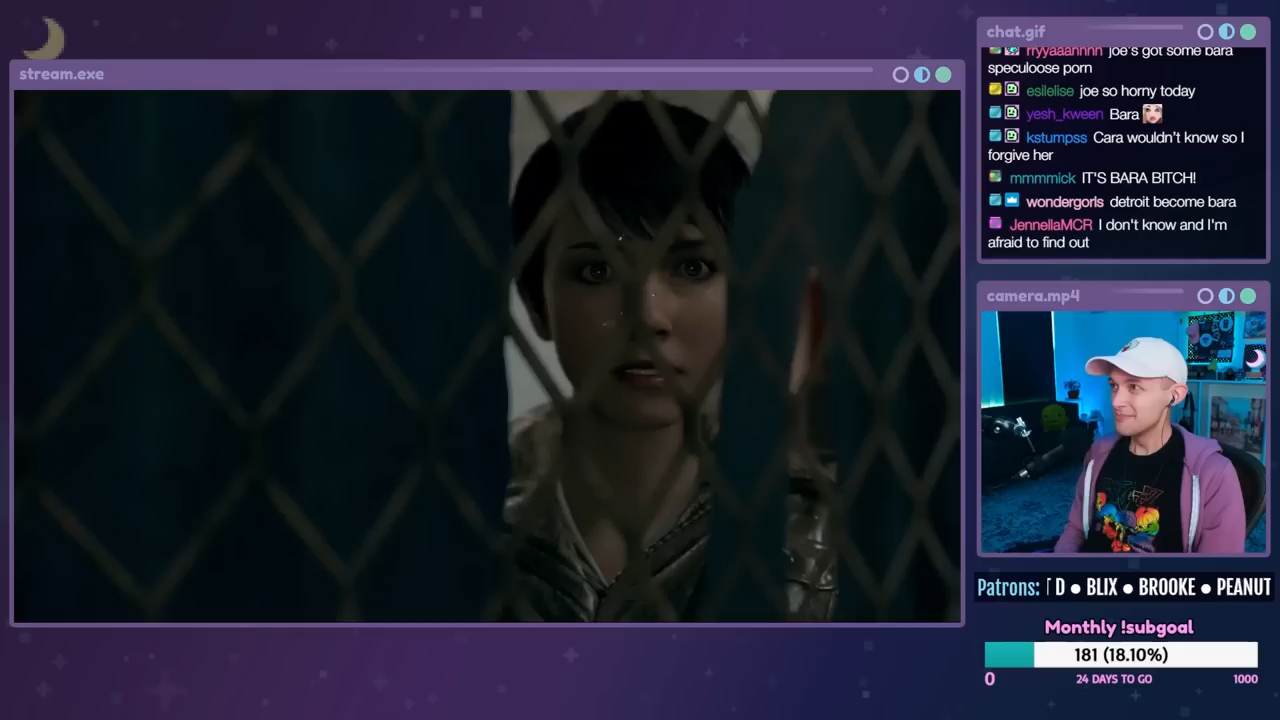 stream.exe
chat.gif
rryyaannnn joe's got some bara
speculoose porn
esilelise joe so horny today
yesh_kween Bara
kstumpss Cara wouldn't know so I
forgive her
mmmmick IT'S BARA BITCH!
wondergorls detroit become bara
JennellaMCR I don't know and I'm
afraid to find out
camera.mp4
Patrons: D ● BLIX ● BROOKE ● PEANUT
Monthly !subgoal
181 (18.10%)
0 24 DAYS TO GO 1000